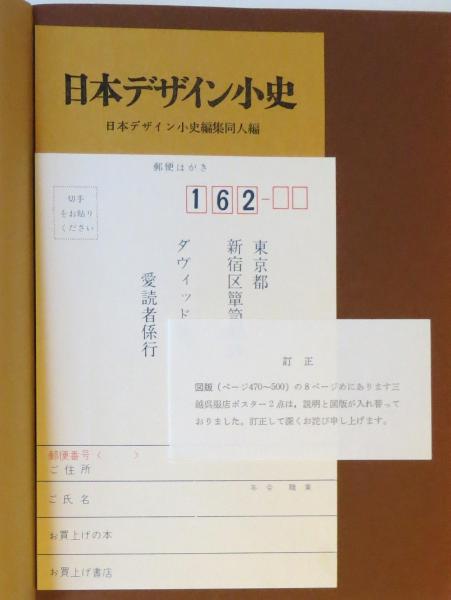 日本デザイン小史
日本デザイン小史編集同人編
郵便はがき
切手
をお貼り
ください
162-
東京都
新宿区簞笥
ダヴィッド
愛読者係行
訂正
図版(ページ470〜500)の8ページめにあります三
越呉服店ポスター2点は,説明と図版が入れ替って
おりました。訂正して深くお詫び申し上げます。
郵便番号( )
ご住所
ご氏名
年令 職業
お買上げの本
お買上げ書店